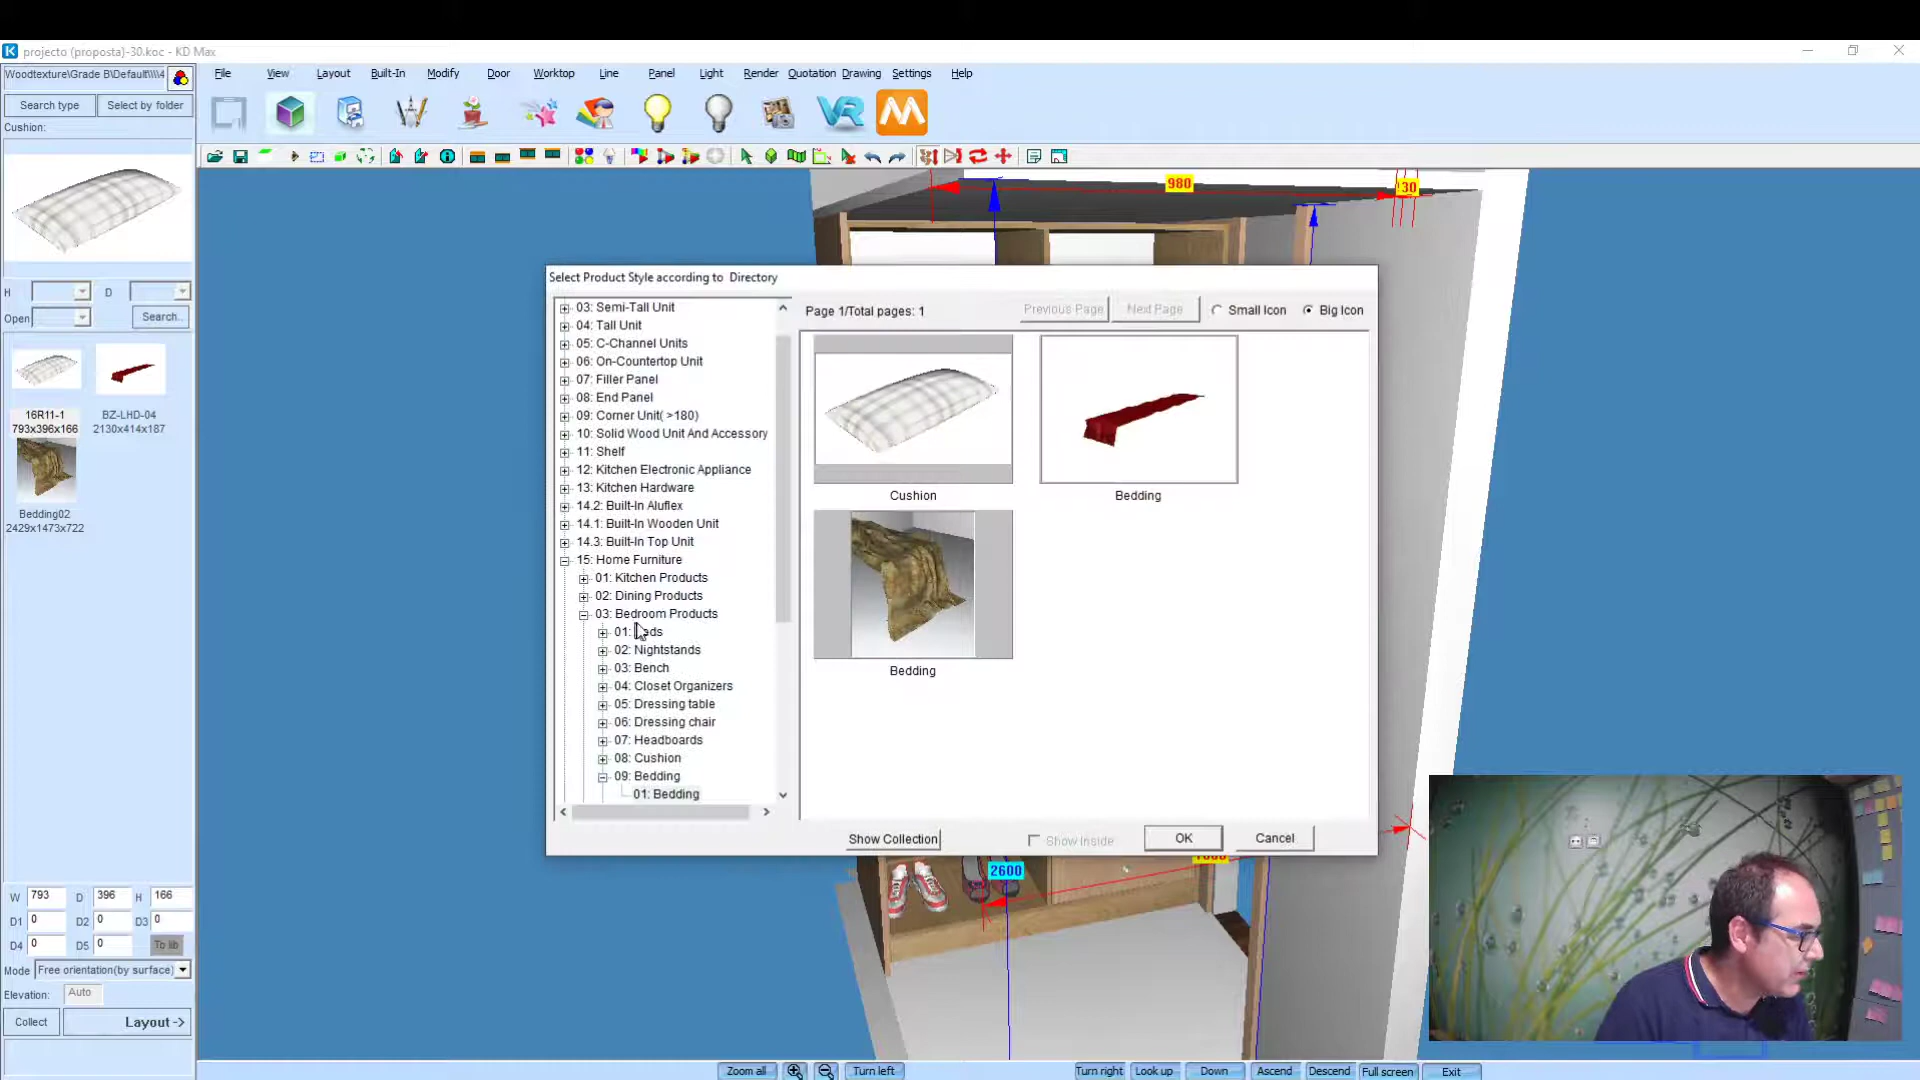 projecto (proposta)-30.koc - KD Max
Woodtexture\Grade B\Default\\\\4
File View Layout Built-In Modify Door Worktop Line Panel Light Render Quotation Drawing Settings Help
Search type Select by folder
Cushion:
H D
Open Search..
16R11-1
793x396x166
BZ-LHD-04
2130x414x187
Bedding02
2429x1473x722
W 793 D 396 H 166
D1 0 D2 0 D3 0
D4 0 D5 0 To lib
Mode Free orientation(by surface)
Elevation: Auto
Collect Layout ->
VR
980
30
Select Product Style according to Directory
03: Semi-Tall Unit
04: Tall Unit
05: C-Channel Units
06: On-Countertop Unit
07: Filler Panel
08: End Panel
09: Corner Unit( >180)
10: Solid Wood Unit And Accessory
11: Shelf
12: Kitchen Electronic Appliance
13: Kitchen Hardware
14.2: Built-In Aluflex
14.1: Built-In Wooden Unit
14.3: Built-In Top Unit
15: Home Furniture
01: Kitchen Products
02: Dining Products
03: Bedroom Products
01:
02: Nightstands
03: Bench
04: Closet Organizers
05: Dressing table
06: Dressing chair
07: Headboards
08: Cushion
09: Bedding
01: Bedding
Page 1/Total pages: 1
Previous Page Next Page Small Icon Big Icon
Cushion
Bedding
Bedding
Show Collection Show Inside OK Cancel
2600
Zoom all Turn left Turn right Look up Down Ascend Descend Full screen Exit